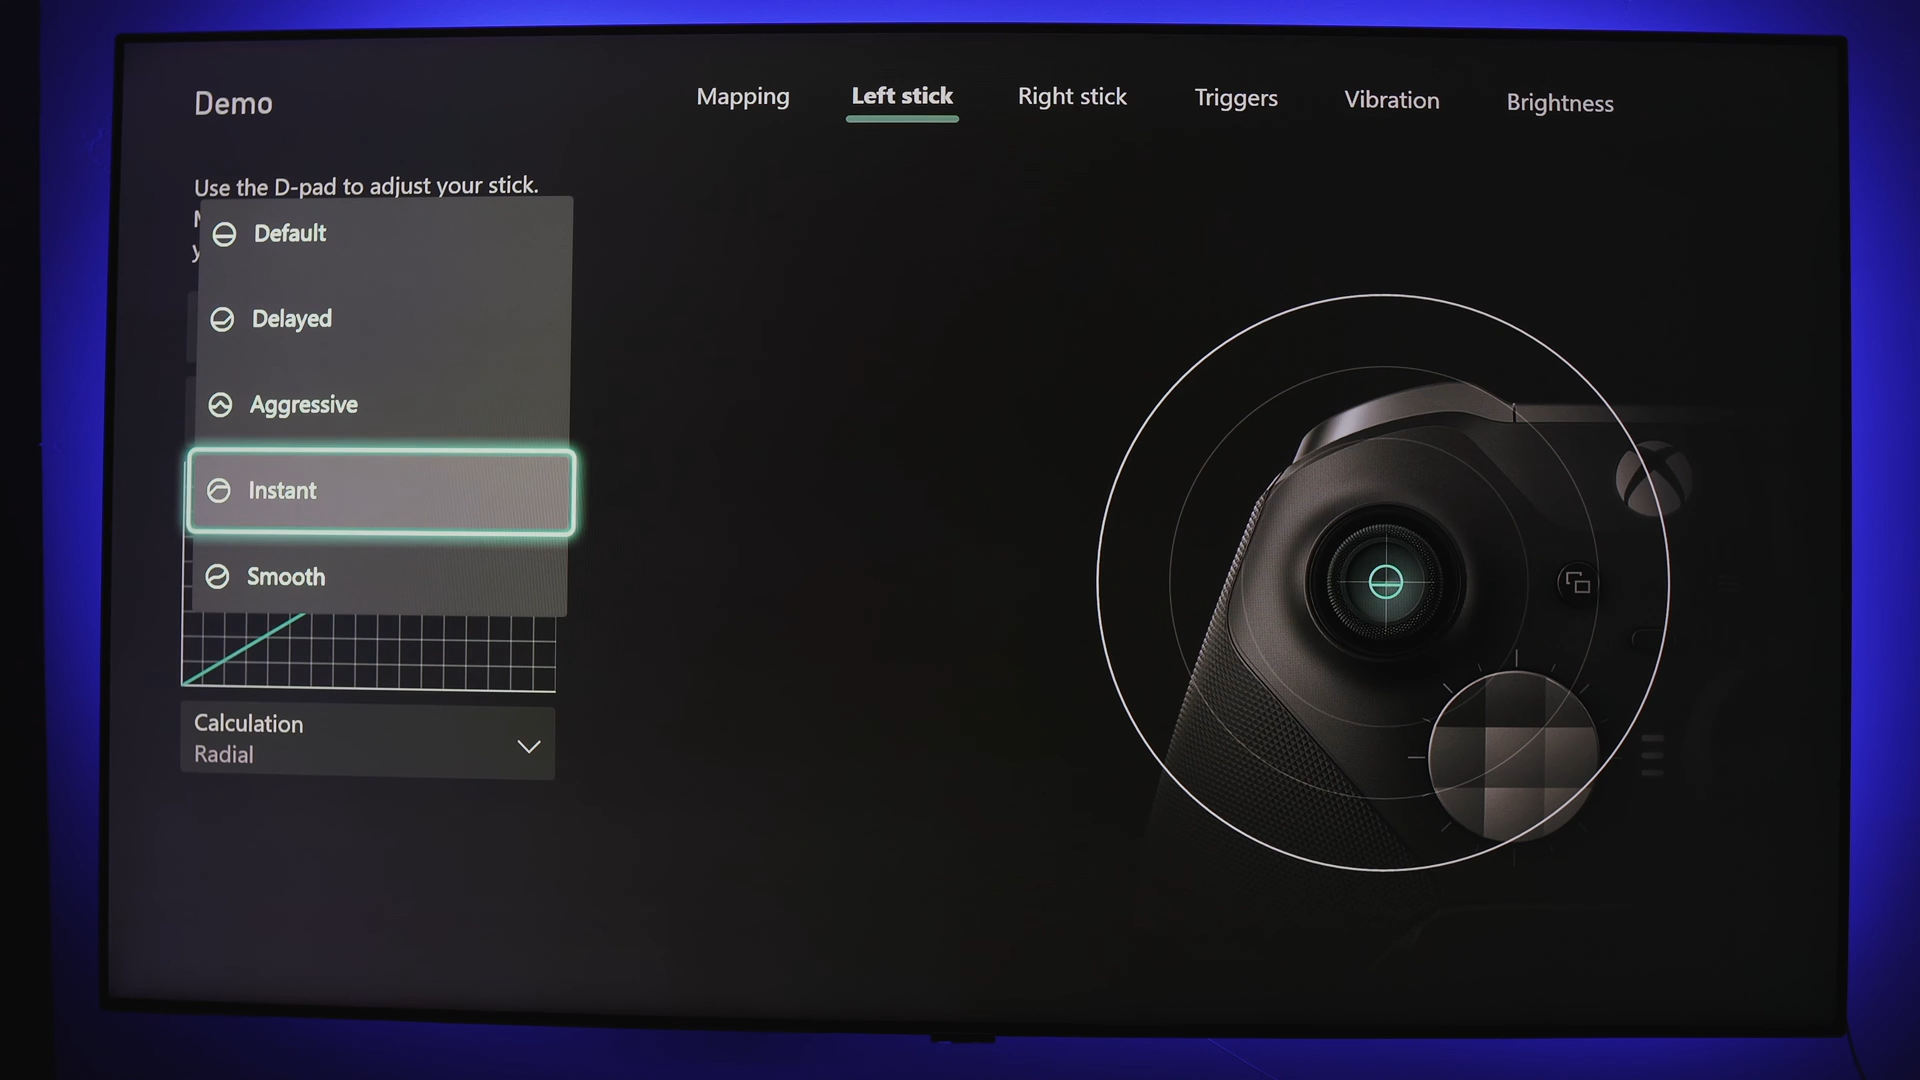 Demo
Mapping
Left stick
Right stick
Triggers
Vibration
Brightness
Use the D-pad to adjust your stick.
Default
Delayed
Aggressive
Instant
Smooth
Calculation
Radial